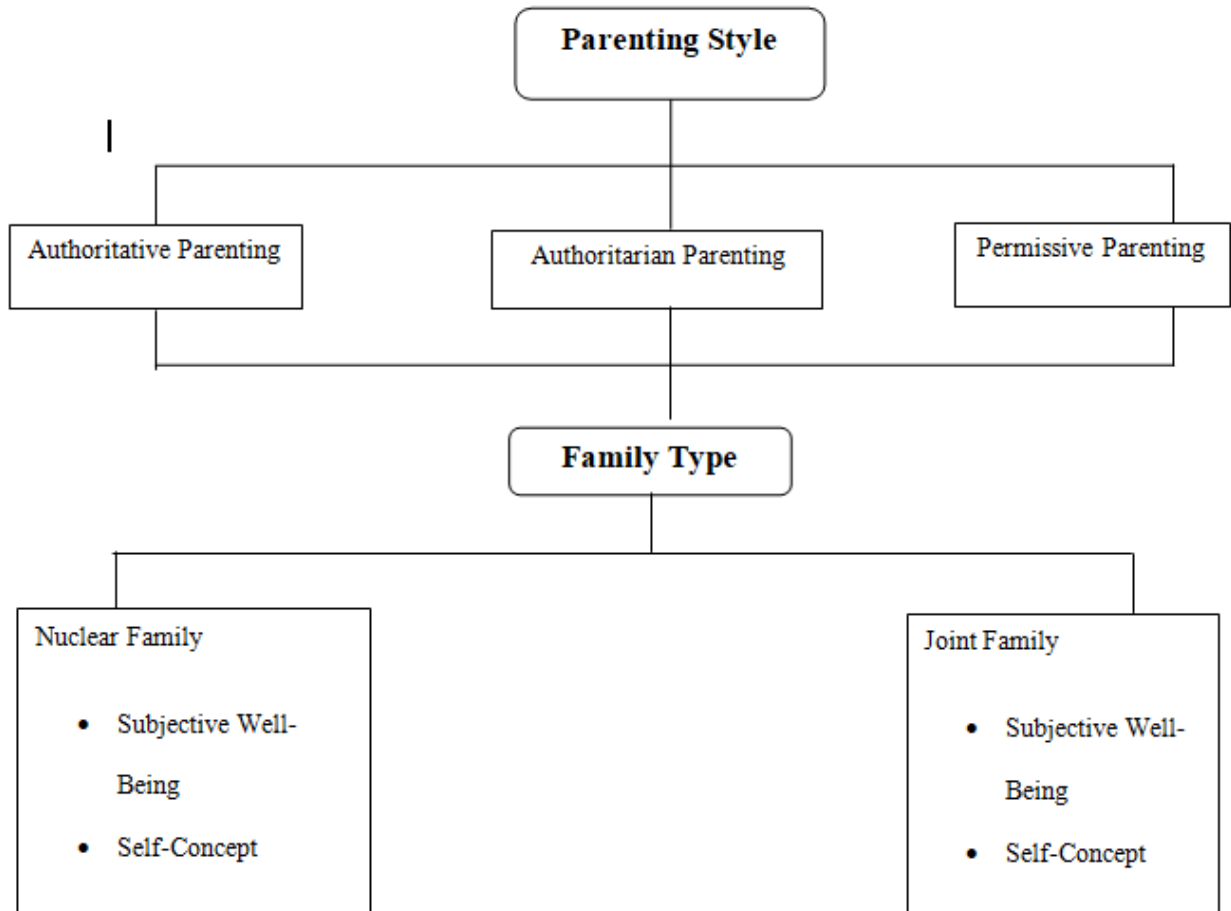 Parenting Style
Authoritative Parenting
Authoritarian Parenting
Permissive Parenting
Family Type
Nuclear Family
• Subjective Well-
Being
• Self-Concept
Joint Family
• Subjective Well-
Being
• Self-Concept